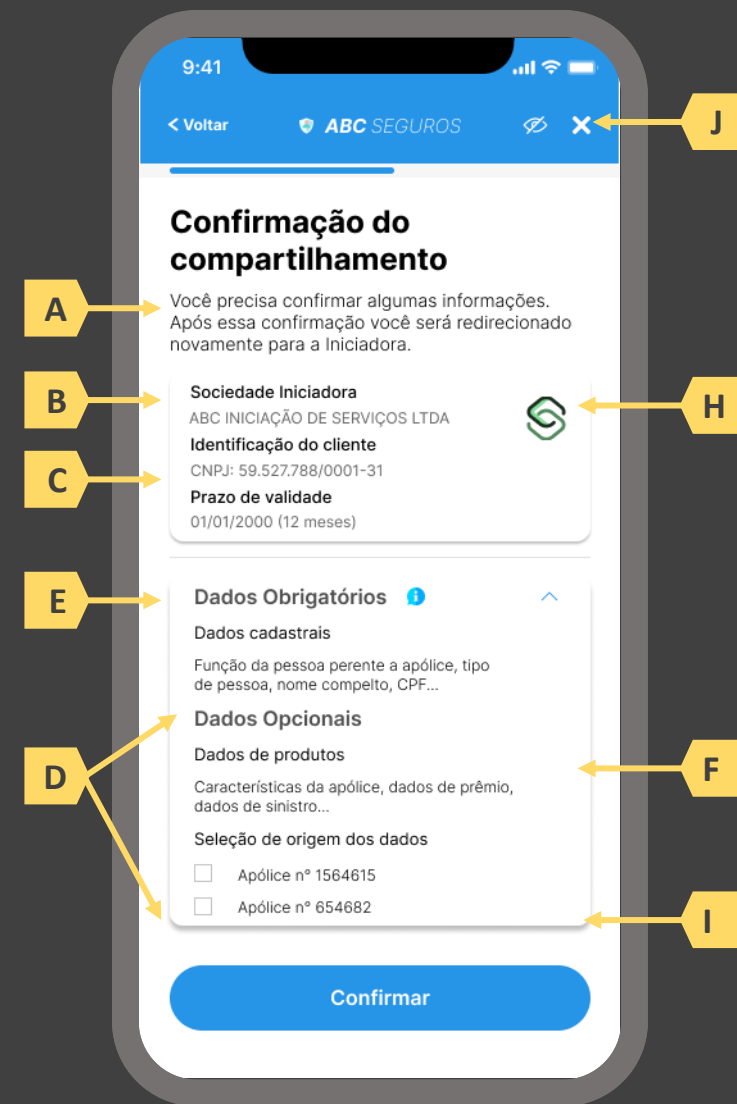 9:41
< Voltar
ABC SEGUROS
J
Confirmação do
compartilhamento
A
Você precisa confirmar algumas informações.
Após essa confirmação você será redirecionado
novamente para a Iniciadora.
B
Sociedade Iniciadora
ABC INICIAÇÃO DE SERVIÇOS LTDA
H
Identificação do cliente
C
CNPJ: 59.527.788/0001-31
Prazo de validade
01/01/2000 (12 meses)
E
Dados Obrigatórios
Dados cadastrais
Função da pessoa perente a apólice, tipo
de pessoa, nome compelto, CPF...
Dados Opcionais
D
Dados de produtos
F
Características da apólice, dados de prêmio,
dados de sinistro...
Seleção de origem dos dados
Apólice nº 1564615
Apólice nº 654682
I
Confirmar